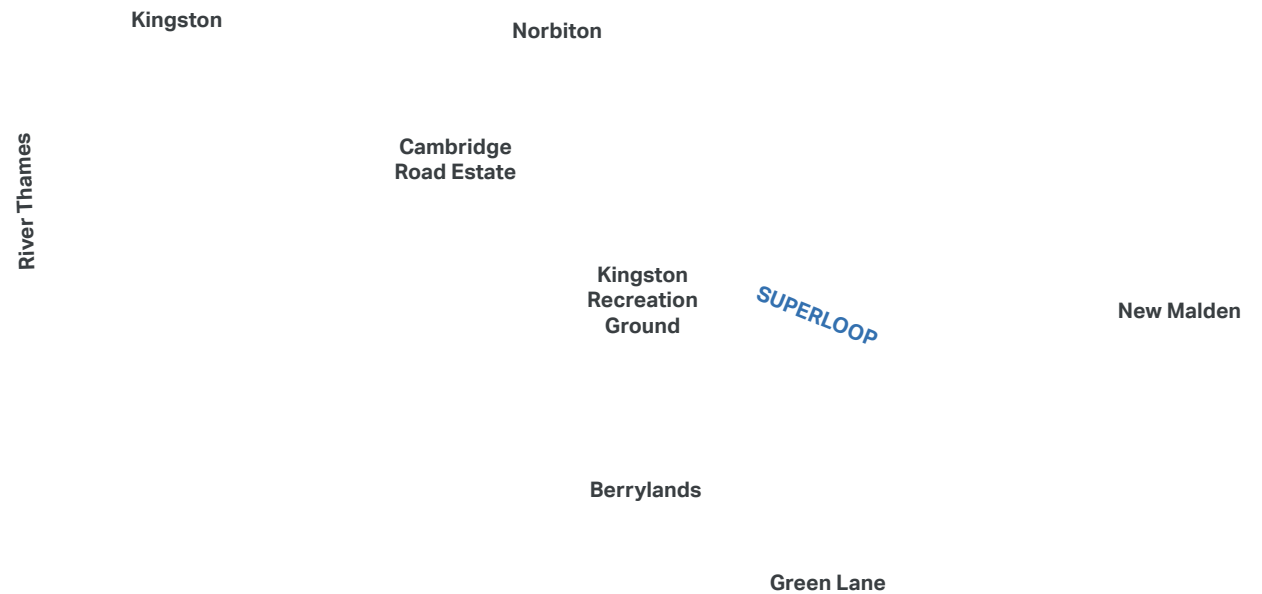 Kingston
Norbiton
River Thames
Cambridge
Road Estate
Kingston
Recreation
Ground
SUPERLOOP
New Malden
Berrylands
Green Lane